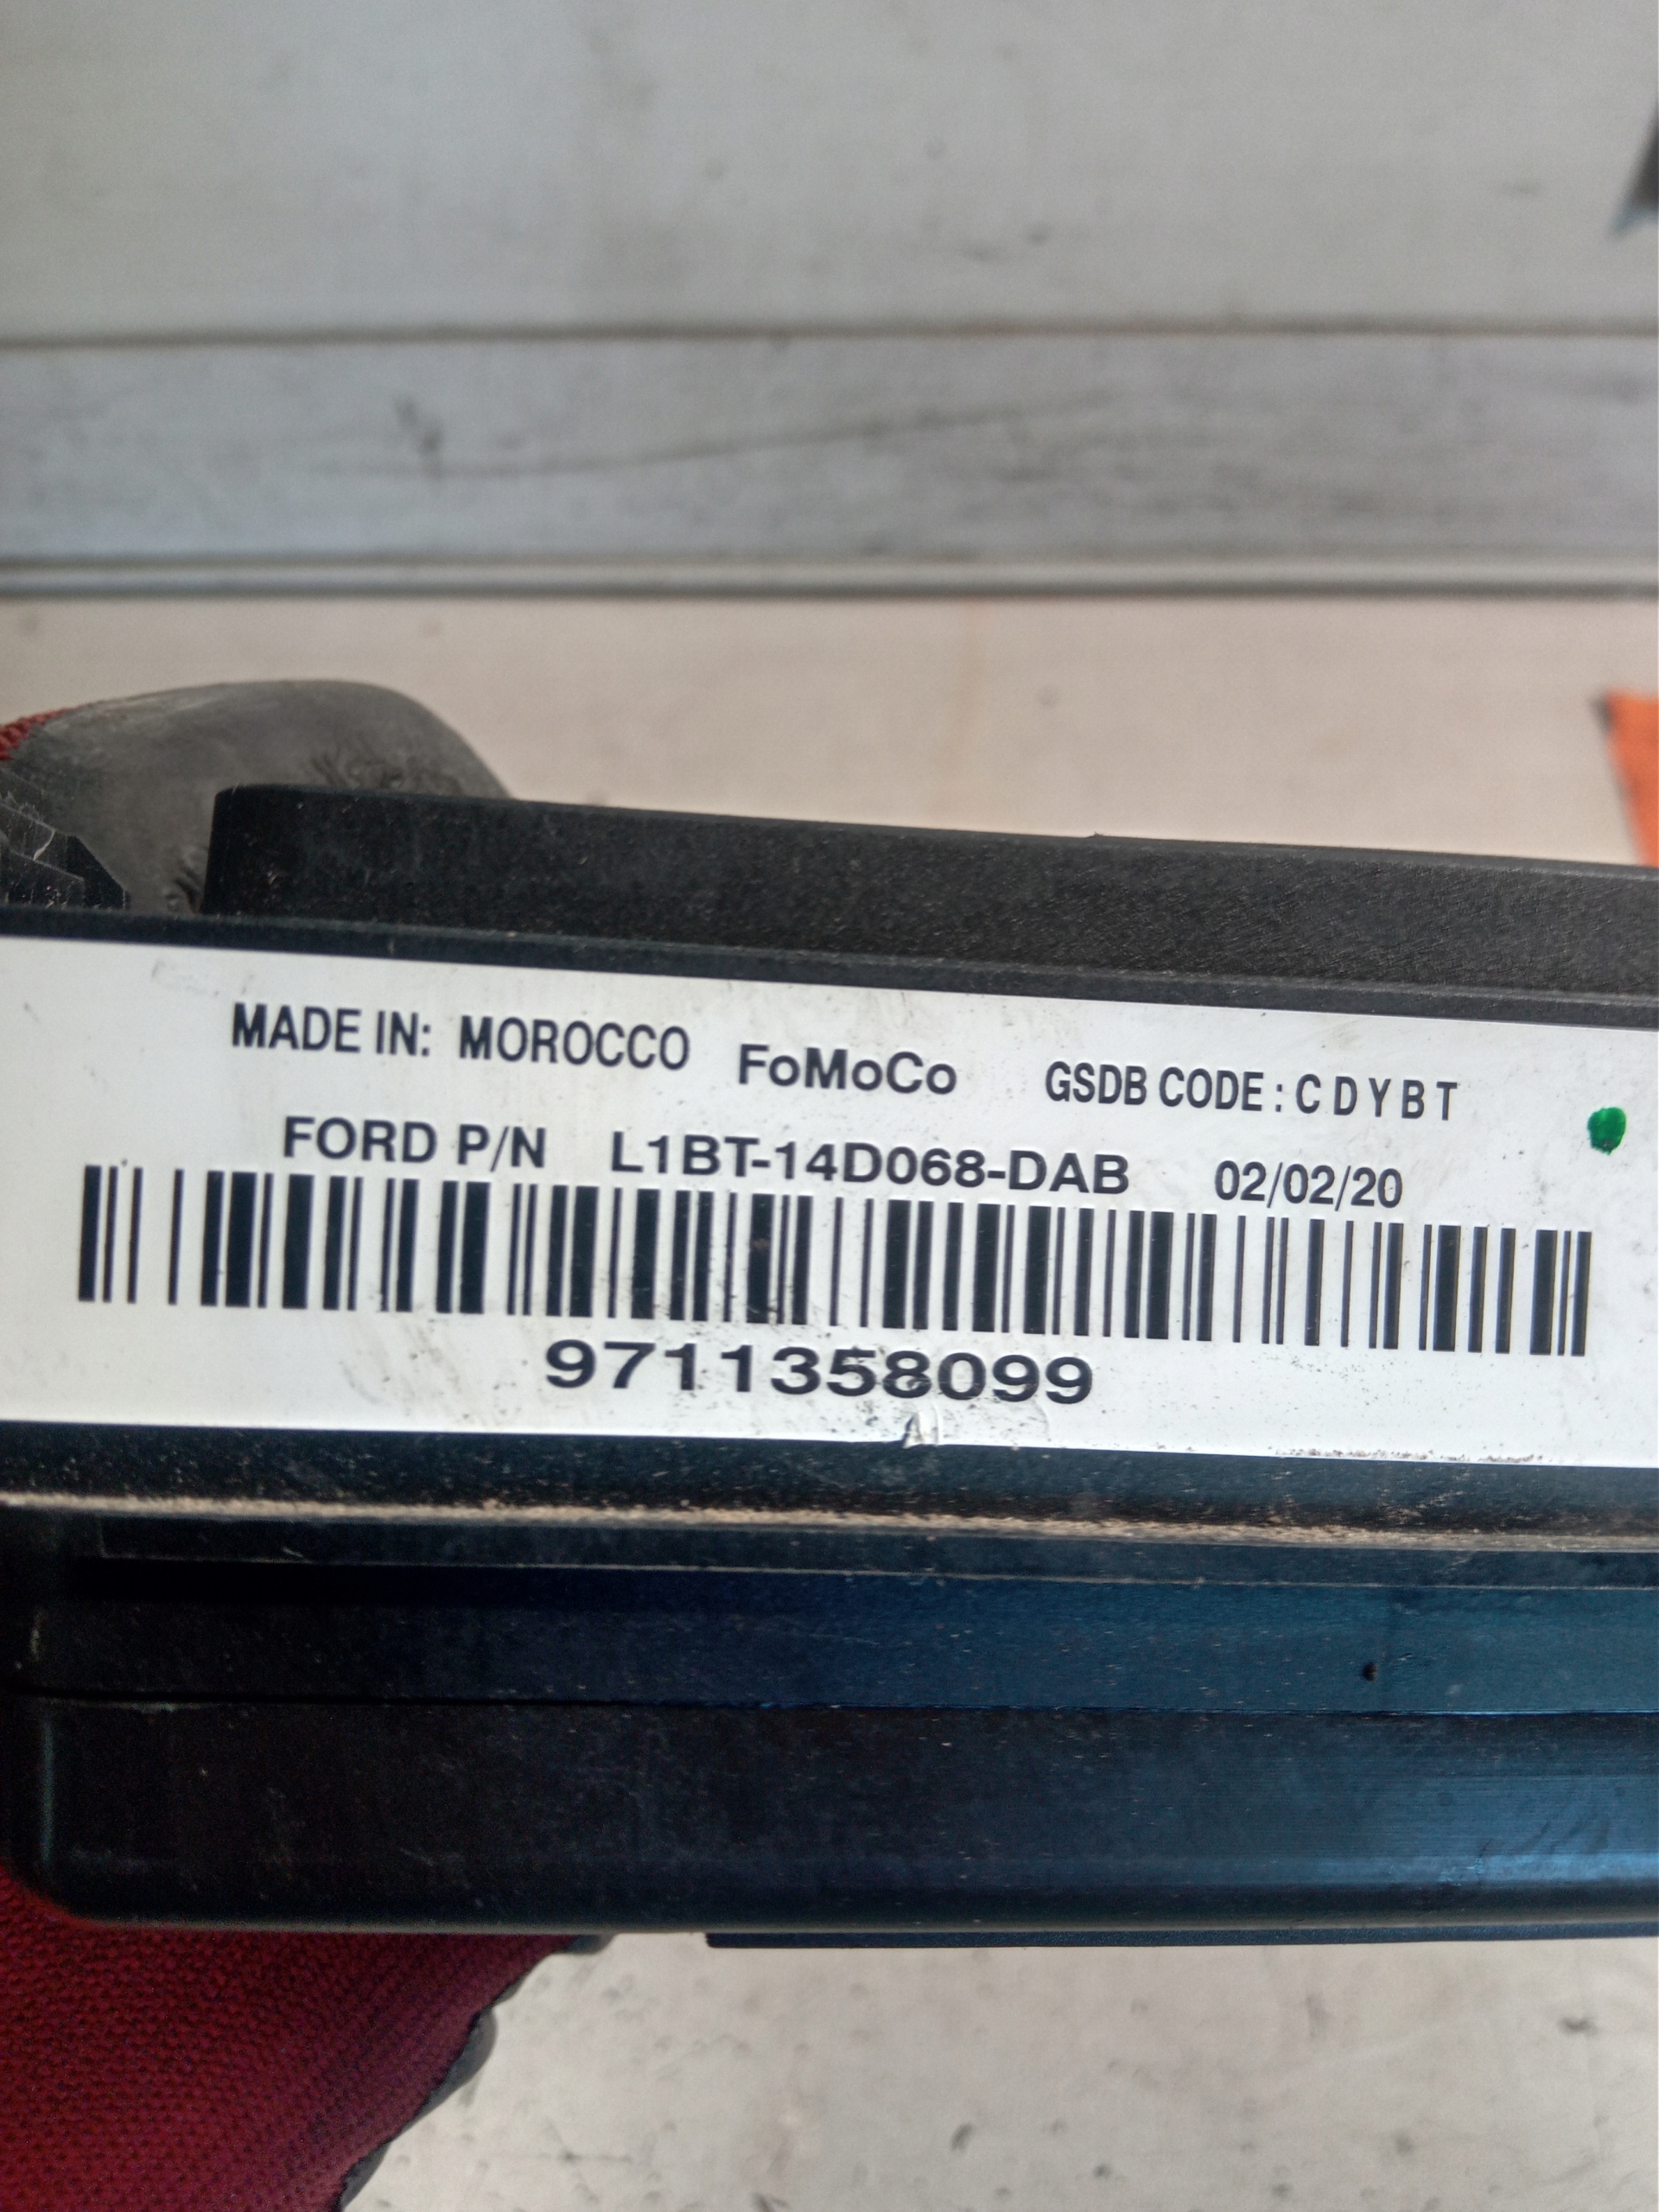 MADE IN: MOROCCO FoMoCo GSDB CODE : C D Y B T
FORD P/N L1BT-14D068-DAB 02/02/20
9711358099